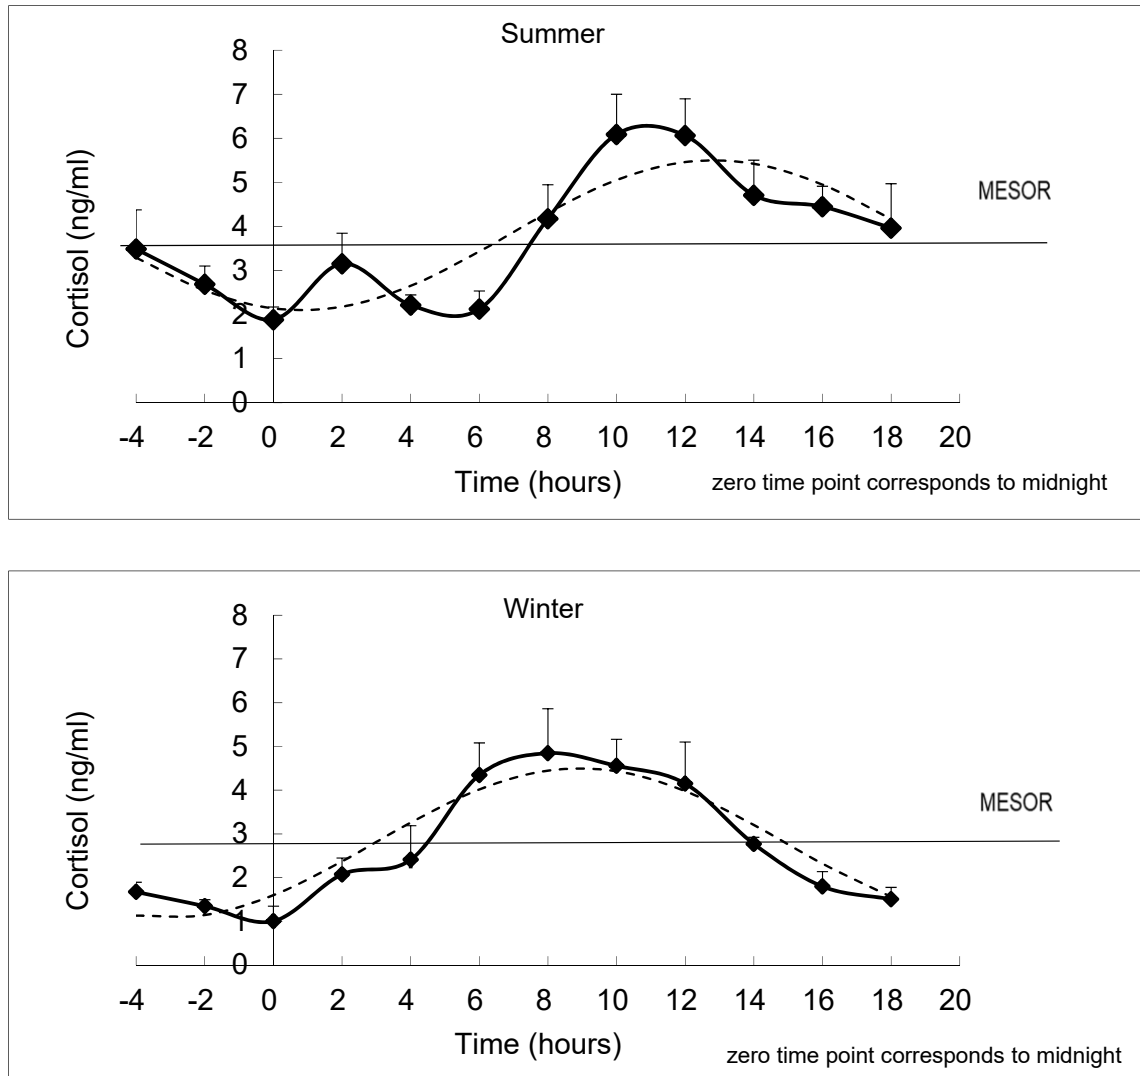 Summer
8
7
6
5
4
3
2
1
0
Cortisol (ng/ml)
MESOR
-4 -2 0 2 4 6 8 10 12 14 16 18 20
Time (hours)
zero time point corresponds to midnight
Winter
8
7
6
5
4
3
2
1
0
Cortisol (ng/ml)
MESOR
-4 -2 0 2 4 6 8 10 12 14 16 18 20
Time (hours)
zero time point corresponds to midnight